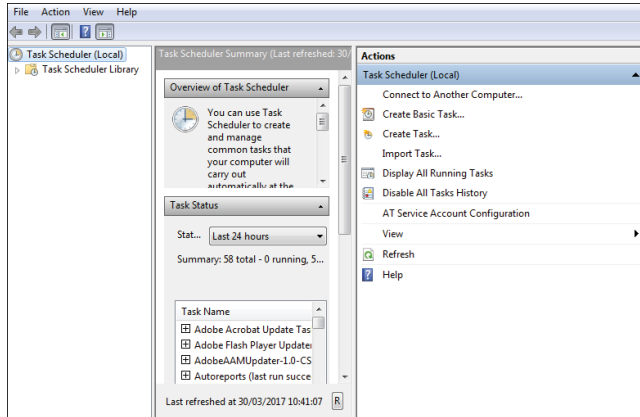 File Action View Help
Task Scheduler (Local)
Task Scheduler Library
Task Scheduler Summary (Last refreshed: 30/
Overview of Task Scheduler
You can use Task
Scheduler to create
and manage
common tasks that
your computer will
carry out
automatically at the
Task Status
Stat... Last 24 hours
Summary: 58 total - 0 running, 5...
Task Name
Adobe Acrobat Update Tas
Adobe Flash Player Updater
AdobeAAMUpdater-1.0-CS
Autoreports (last run succe
Last refreshed at 30/03/2017 10:41:07 R
Actions
Task Scheduler (Local)
Connect to Another Computer...
Create Basic Task...
Create Task...
Import Task...
Display All Running Tasks
Disable All Tasks History
AT Service Account Configuration
View
Refresh
Help